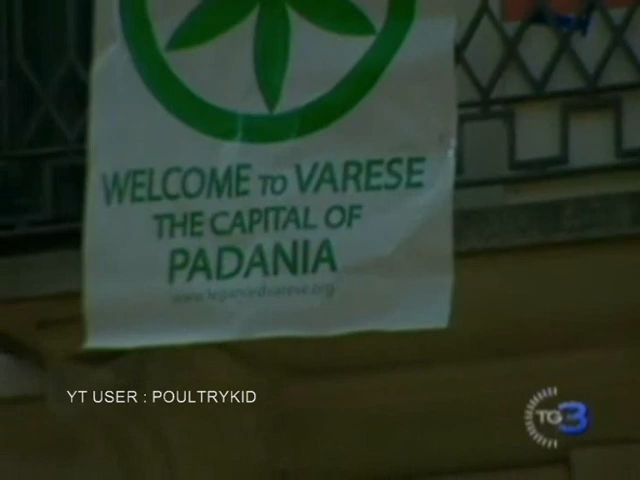 WELCOME TO VARESE
THE CAPITAL OF
PADANIA
YT USER : POULTRYKID
TG3